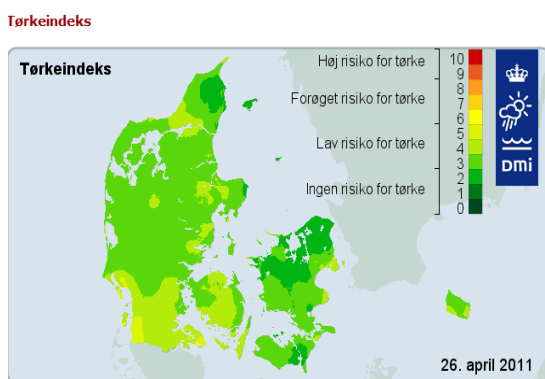 Tørkeindeks
Tørkeindeks
Høj risiko for tørke
Forøget risiko for tørke
Lav risiko for tørke
Ingen risiko for tørke
10
9
8
7
6
5
4
3
2
1
0
DMI
26. april 2011